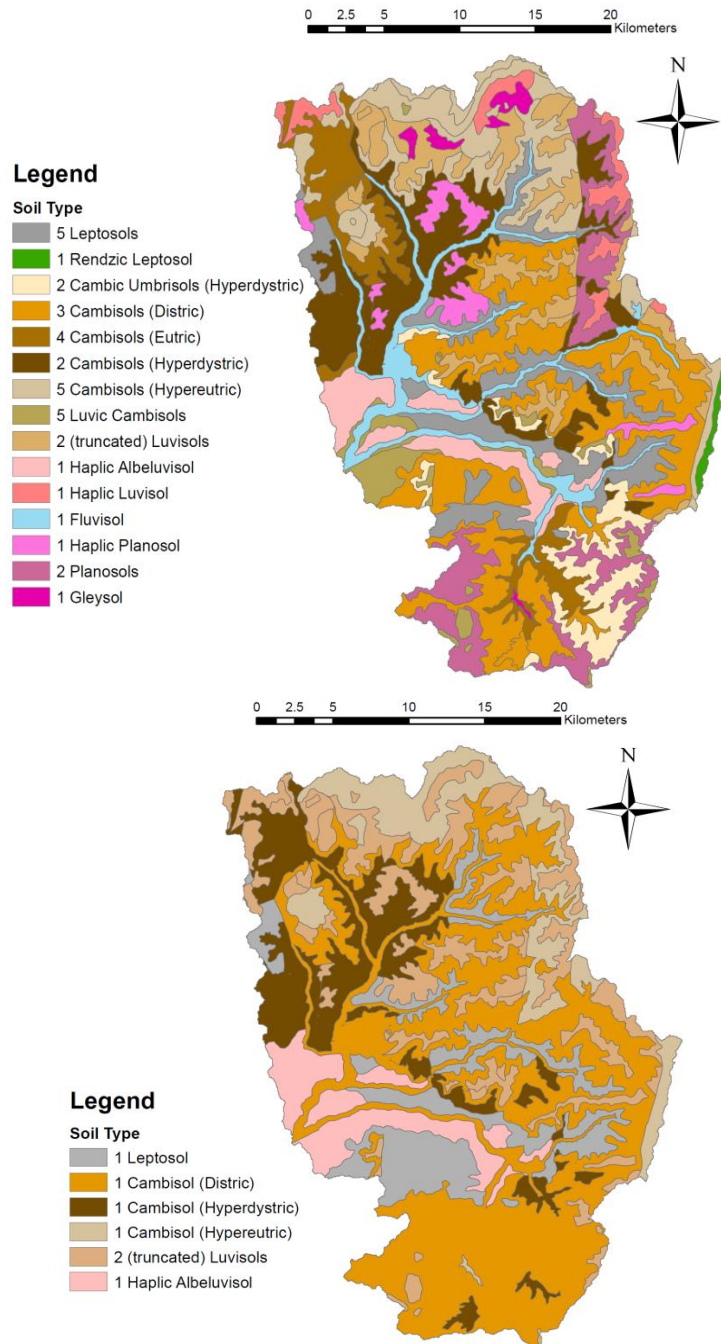 0 2.5 5 10 15 20
Kilometers
N
Legend
Soil Type
5 Leptosols
1 Rendzic Leptosol
2 Cambic Umbrisols (Hyperdystric)
3 Cambisols (Distric)
4 Cambisols (Eutric)
2 Cambisols (Hyperdystric)
5 Cambisols (Hypereutric)
5 Luvic Cambisols
2 (truncated) Luvisols
1 Haplic Albeluvisol
1 Haplic Luvisol
1 Fluvisol
1 Haplic Planosol
2 Planosols
1 Gleysol
0 2.5 5 10 15 20
Kilometers
N
Legend
Soil Type
1 Leptosol
1 Cambisol (Distric)
1 Cambisol (Hyperdystric)
1 Cambisol (Hypereutric)
2 (truncated) Luvisols
1 Haplic Albeluvisol